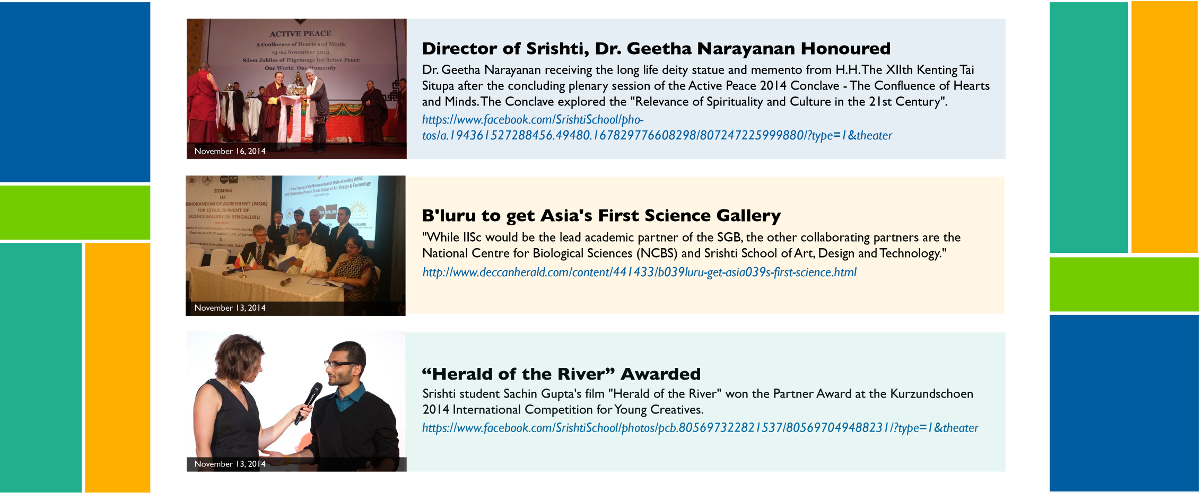 ACTIVE PEACE
A Confluence of Hearts and Minds
Silver Jubilee of Pilgrimage for Active Peace
One World One Humanity
November 16, 2014
Director of Srishti, Dr. Geetha Narayanan Honoured
Dr. Geetha Narayanan receiving the long life deity statue and memento from H.H. The XIIth Kenting Tai
Situpa after the concluding plenary session of the Active Peace 2014 Conclave - The Confluence of Hearts
and Minds. The Conclave explored the "Relevance of Spirituality and Culture in the 21st Century".
https://www.facebook.com/SrishtiSchool/pho-
tos/a.194361527288456.49480.167829776608298/807247225999880/?type=1&theater
November 13, 2014
B'luru to get Asia's First Science Gallery
"While IISc would be the lead academic partner of the SGB, the other collaborating partners are the
National Centre for Biological Sciences (NCBS) and Srishti School of Art, Design and Technology."
http://www.deccanherald.com/content/441433/b039luru-get-asia039s-first-science.html
November 13, 2014
“Herald of the River” Awarded
Srishti student Sachin Gupta's film "Herald of the River" won the Partner Award at the Kurzundschoen
2014 International Competition for Young Creatives.
https://www.facebook.com/SrishtiSchool/photos/pcb.805697322821537/805697049488231/?type=1&theater